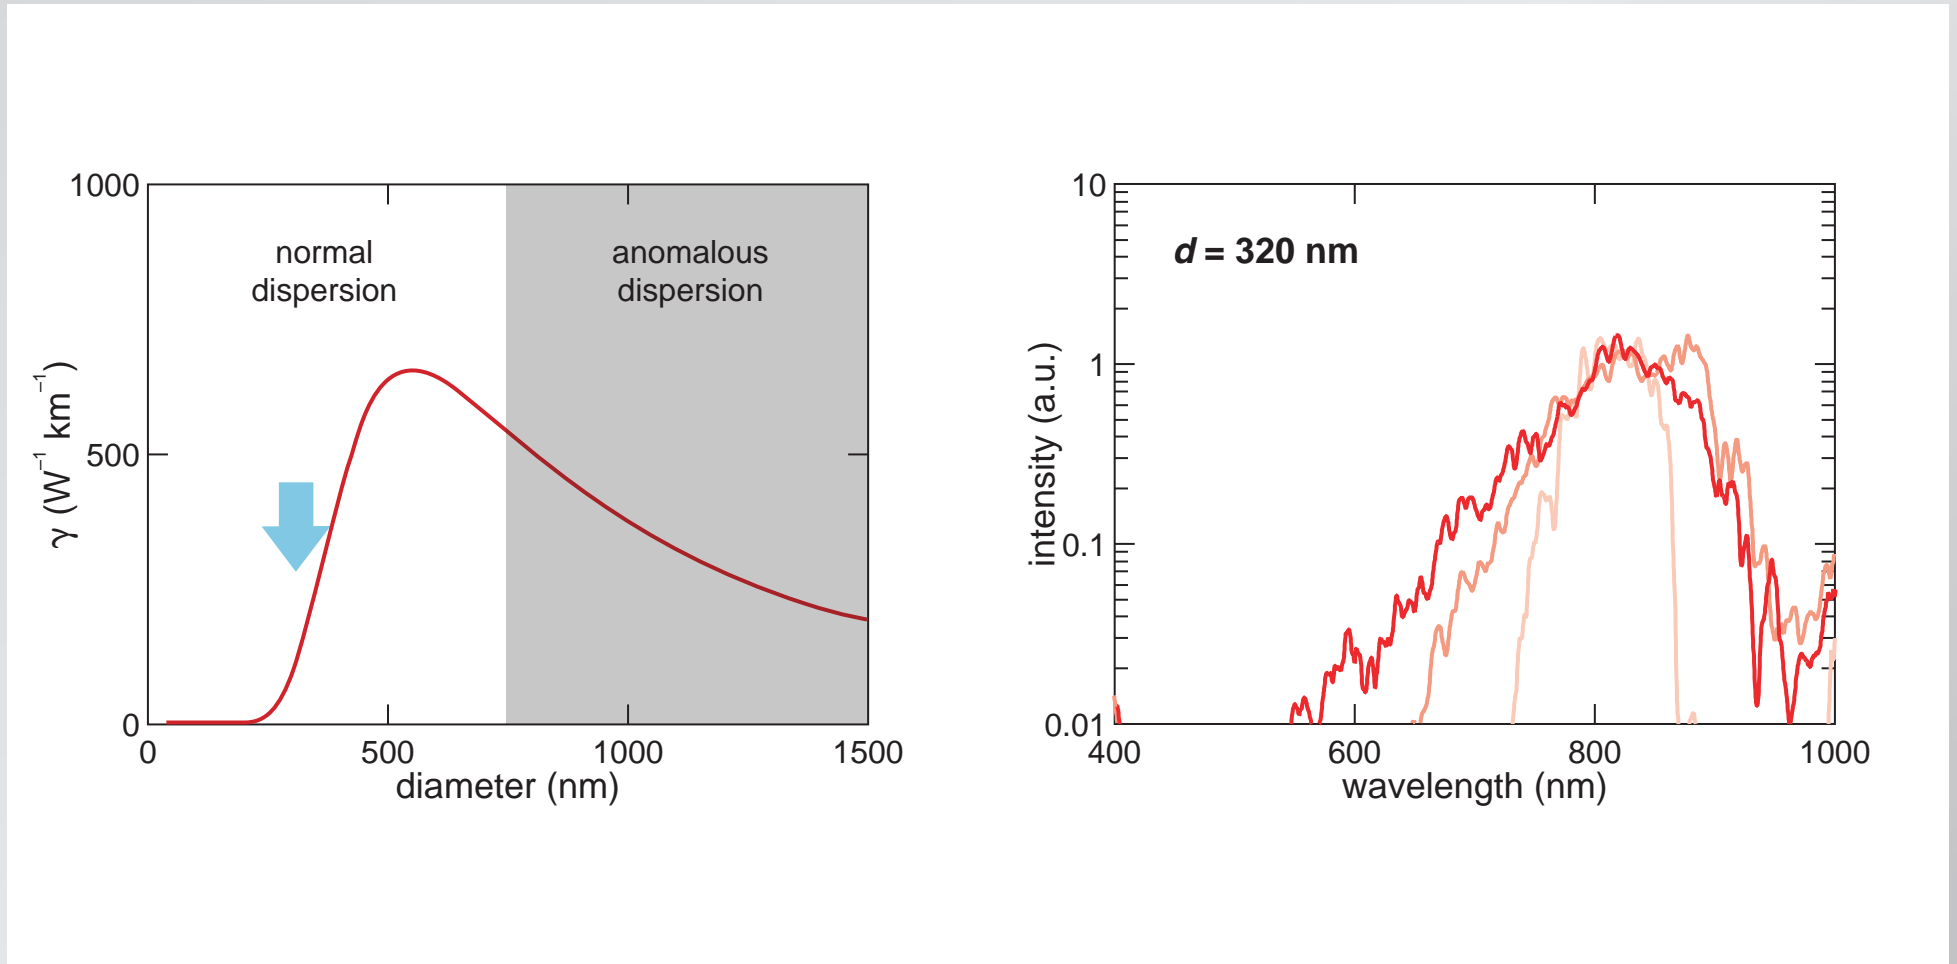 1000
normal
dispersion
anomalous
dispersion
γ (W⁻¹ km⁻¹)
500
0
0
500
1000
1500
diameter (nm)
10
d = 320 nm
1
intensity (a.u.)
0.1
0.01
400
600
800
1000
wavelength (nm)